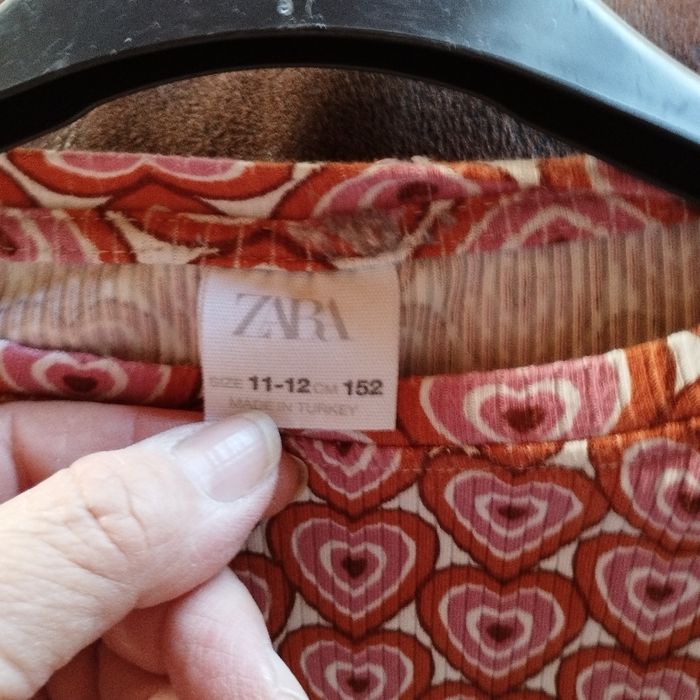 ZARA
SIZE 11-12 CM 152
MADE IN TURKEY